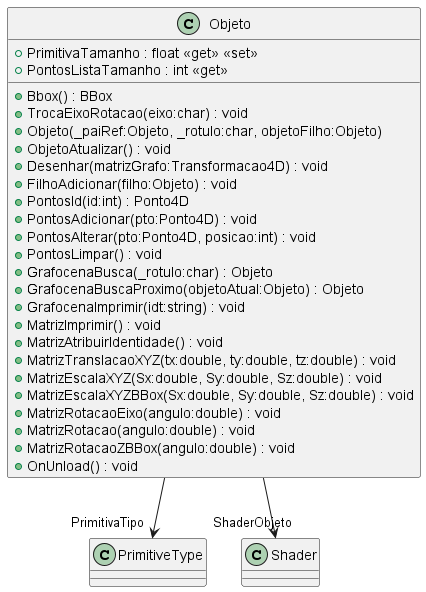 C Objeto
PrimitivaTamanho : float «get» «set»
PontosListaTamanho : int «get»
Bbox() : BBox
TrocaEixoRotacao(eixo:char) : void
Objeto(_paiRef:Objeto, _rotulo:char, objetoFilho:Objeto)
ObjetoAtualizar() : void
Desenhar(matrizGrafo:Transformacao4D) : void
FilhoAdicionar(filho:Objeto) : void
PontosId(id:int) : Ponto4D
PontosAdicionar(pto:Ponto4D) : void
PontosAlterar(pto:Ponto4D, posicao:int) : void
PontosLimpar() : void
GrafocenaBusca(_rotulo:char) : Objeto
GrafocenaBuscaProximo(objetoAtual:Objeto) : Objeto
GrafocenaImprimir(idt:string) : void
MatrizImprimir() : void
MatrizAtribuirIdentidade() : void
MatrizTranslacaoXYZ(tx:double, ty:double, tz:double) : void
MatrizEscalaXYZ(Sx:double, Sy:double, Sz:double) : void
MatrizEscalaXYZBBox(Sx:double, Sy:double, Sz:double) : void
MatrizRotacaoEixo(angulo:double) : void
MatrizRotacao(angulo:double) : void
MatrizRotacaoZBBox(angulo:double) : void
OnUnload() : void
PrimitivaTipo
ShaderObjeto
C PrimitiveType
C Shader